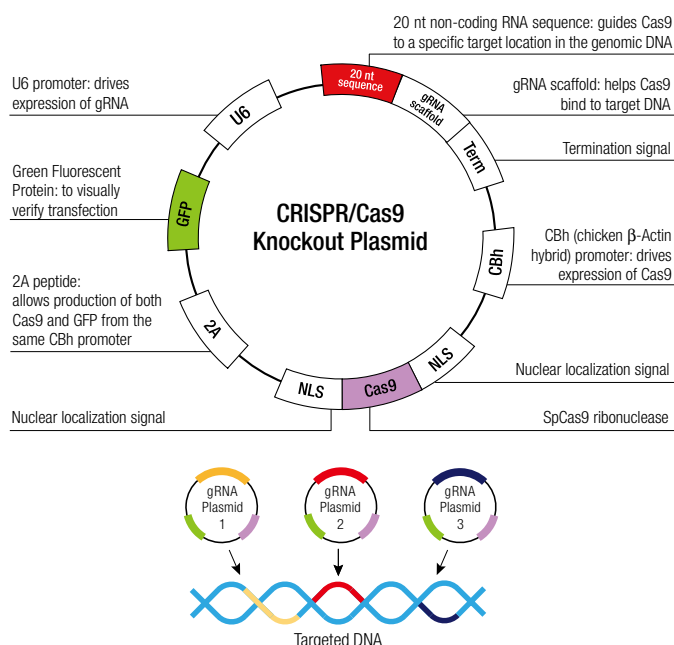 20 nt non-coding RNA sequence: guides Cas9
to a specific target location in the genomic DNA
U6 promoter: drives
expression of gRNA
20 nt
sequence
gRNA
scaffold
gRNA scaffold: helps Cas9
bind to target DNA
U6
Term
Termination signal
Green Fluorescent
Protein: to visually
verify transfection
GFP
CRISPR/Cas9
Knockout Plasmid
CBh
CBh (chicken β-Actin
hybrid) promoter: drives
expression of Cas9
2A peptide:
allows production of both
Cas9 and GFP from the
same CBh promoter
2A
NLS
Cas9
NLS
Nuclear localization signal
Nuclear localization signal
SpCas9 ribonuclease
gRNA
Plasmid
1
gRNA
Plasmid
2
gRNA
Plasmid
3
Targeted DNA